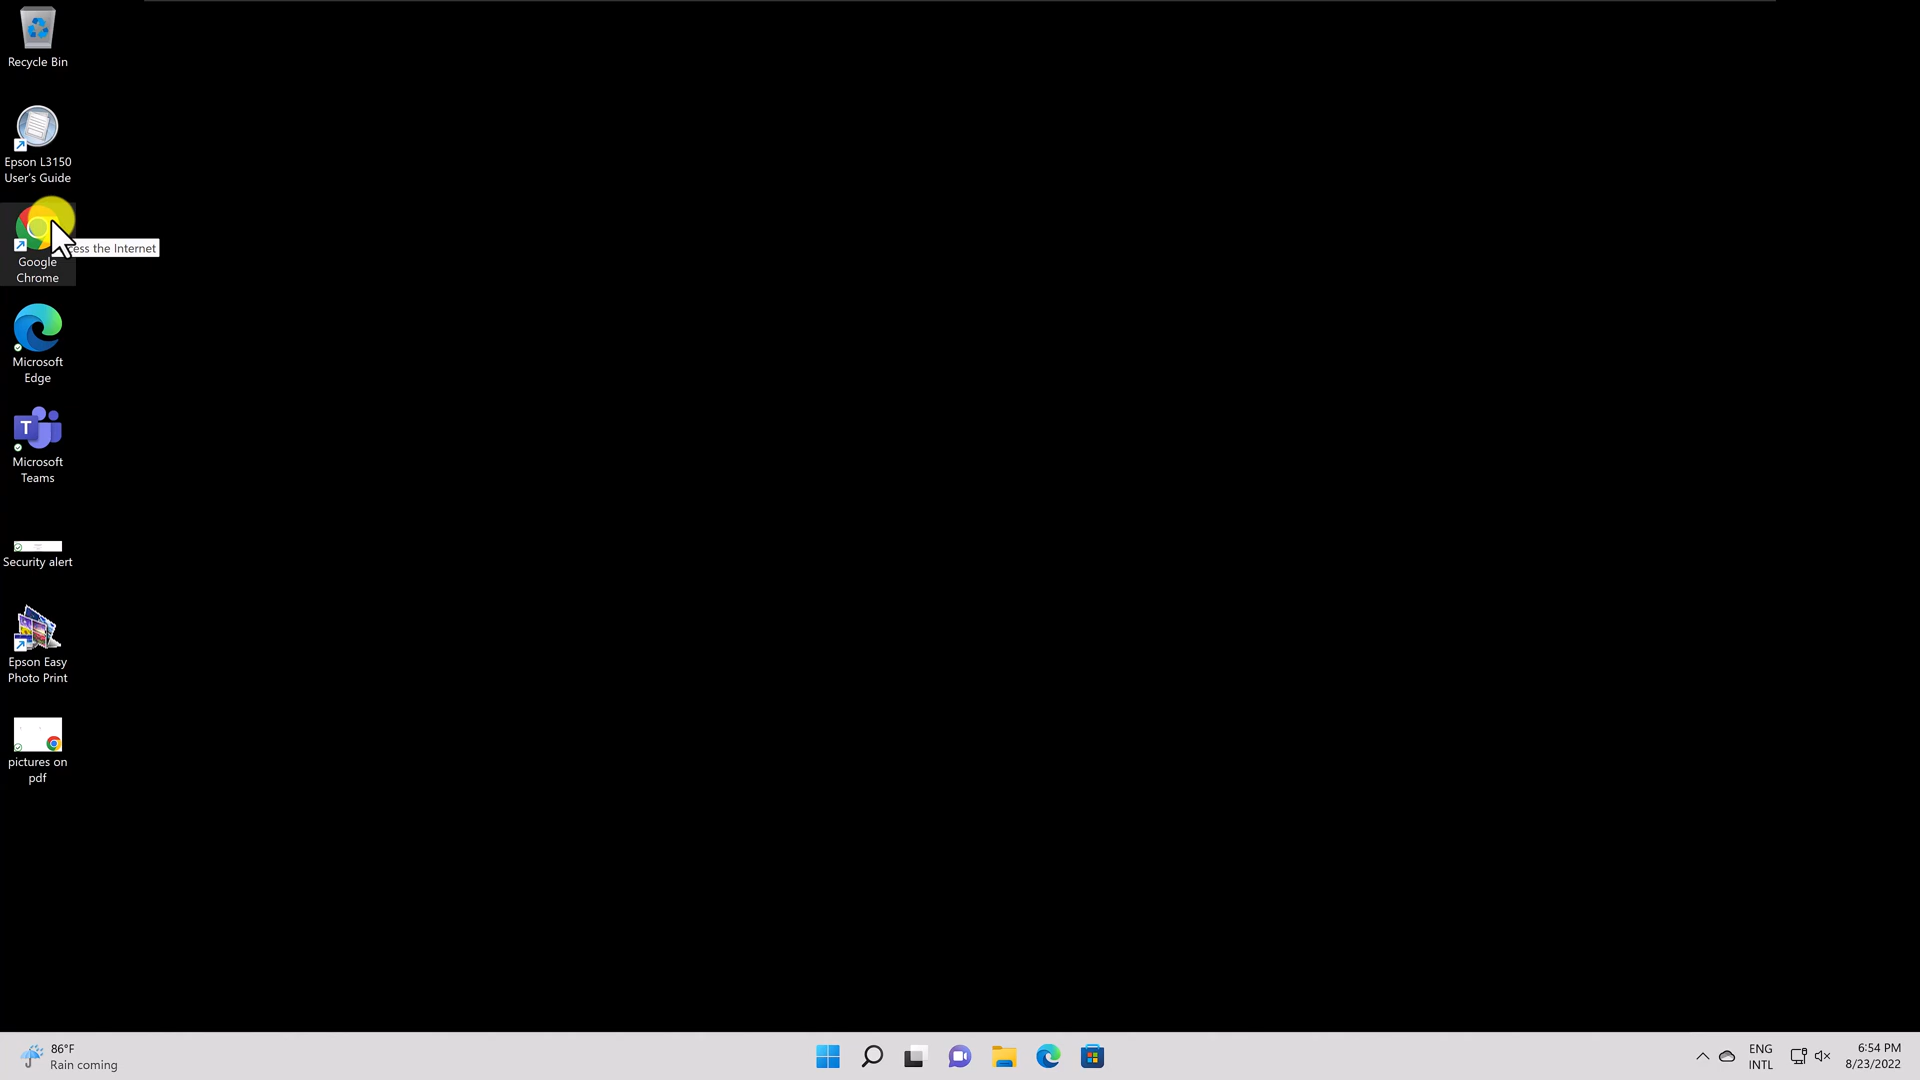 Recycle Bin
Epson L3150
User's Guide
the Internet
Google
Chrome
Microsoft
Edge
T
Microsoft
Teams
Security alert
Epson Easy
Photo Print
pictures on
pdf
86°F
Rain coming
ENG
INTL
6:54 PM
8/23/2022